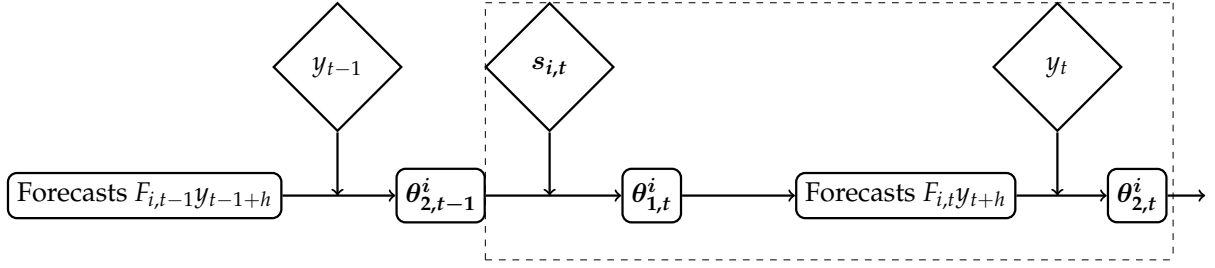 y_{t−1}
s_{i,t}
y_t
Forecasts F_{i,t−1}y_{t−1+h}
θ^i_{2,t−1}
θ^i_{1,t}
Forecasts F_{i,t}y_{t+h}
θ^i_{2,t}